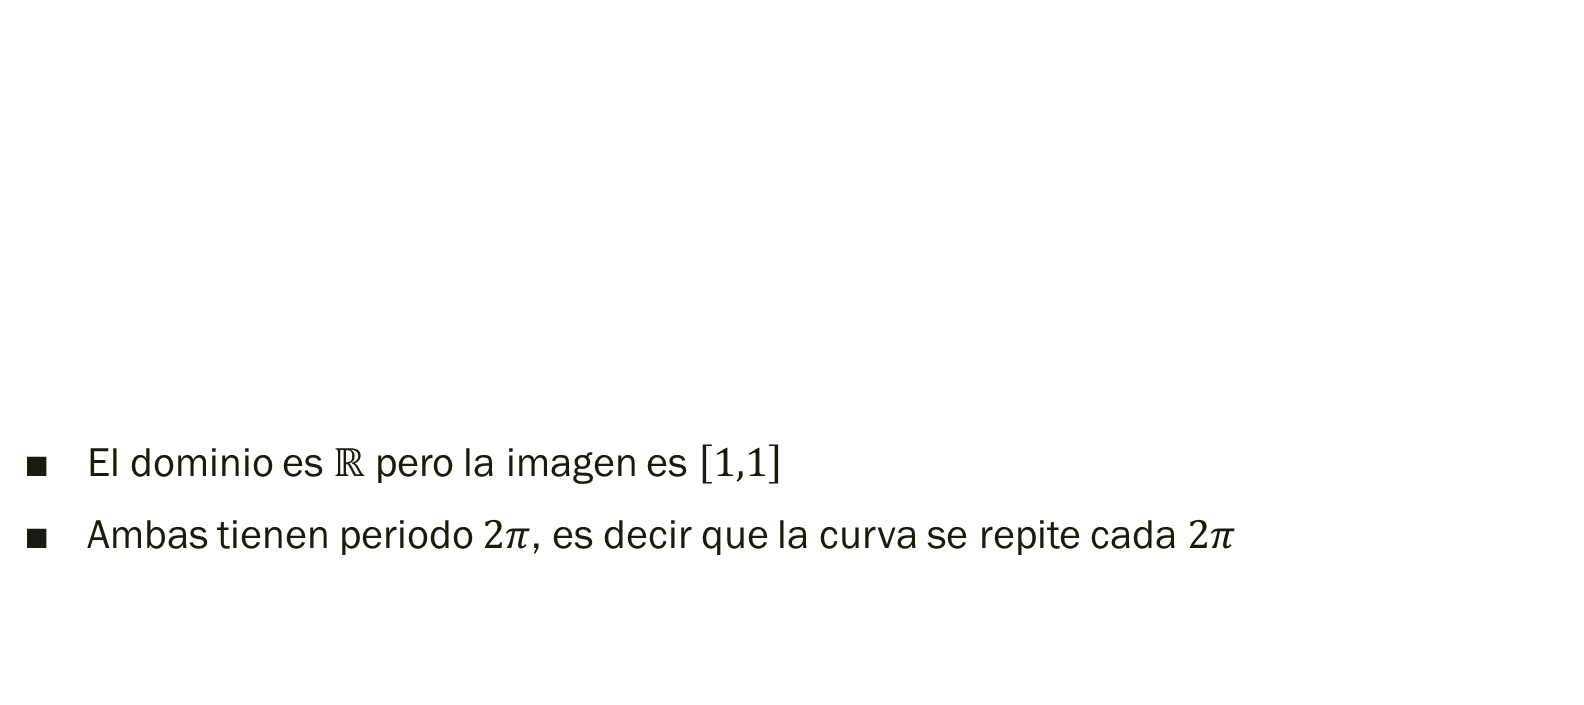 ▪ El dominio es ℝ pero la imagen es [1,1]
▪ Ambas tienen periodo 2π, es decir que la curva se repite cada 2π